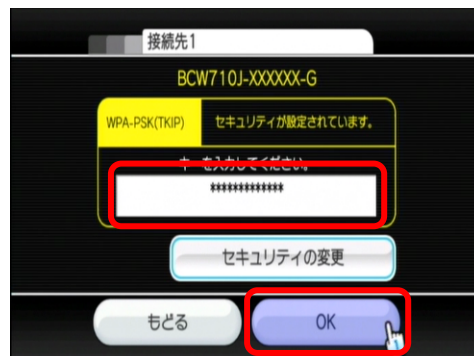 接続先1
BCW710J-XXXXXX-G
WPA-PSK(TKIP) セキュリティが設定されています。
キーを入力してください。
*************
セキュリティの変更
もどる OK